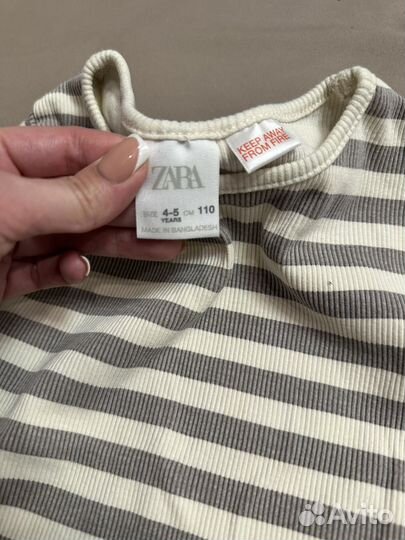 ZARA
SIZE 4-5 CM 110
YEARS
MADE IN BANGLADESH
KEEP AWAY
FROM FIRE
Avito